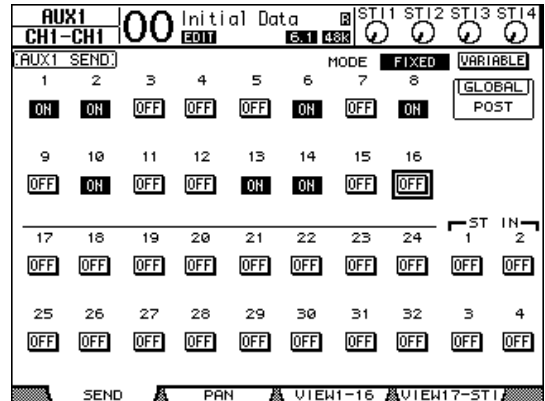 AUX1
CH1-CH1
00
Initial Data
EDIT
6.1 48K
ST1 ST2 ST3 ST4
AUX1 SEND
MODE FIXED VARIABLE
GLOBAL
POST
1 2 3 4 5 6 7 8
ON ON OFF OFF OFF ON OFF ON
9 10 11 12 13 14 15 16
OFF ON OFF OFF ON ON OFF OFF
ST IN
17 18 19 20 21 22 23 24 1 2
OFF OFF OFF OFF OFF OFF OFF OFF OFF OFF
25 26 27 28 29 30 31 32 3 4
OFF OFF OFF OFF OFF OFF OFF OFF OFF OFF
SEND PAN VIEW1-16 VIEW17-STI